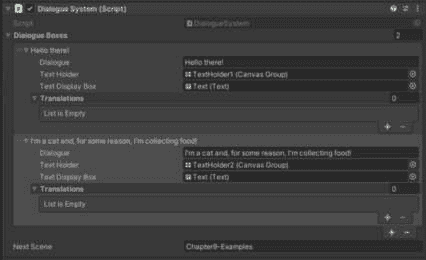 Dialogue System (Script)
Script DialogueSystem
Dialogue Boxes 2
Hello there!
Dialogue Hello there!
Text Holder TextHolder1 (Canvas Group)
Text Display Box Text (Text)
Translations 0
List is Empty
I'm a cat and, for some reason, I'm collecting food!
Dialogue I'm a cat and, for some reason, I'm collecting food!
Text Holder TextHolder2 (Canvas Group)
Text Display Box Text (Text)
Translations 0
List is Empty
Next Scene Chapter9-Examples